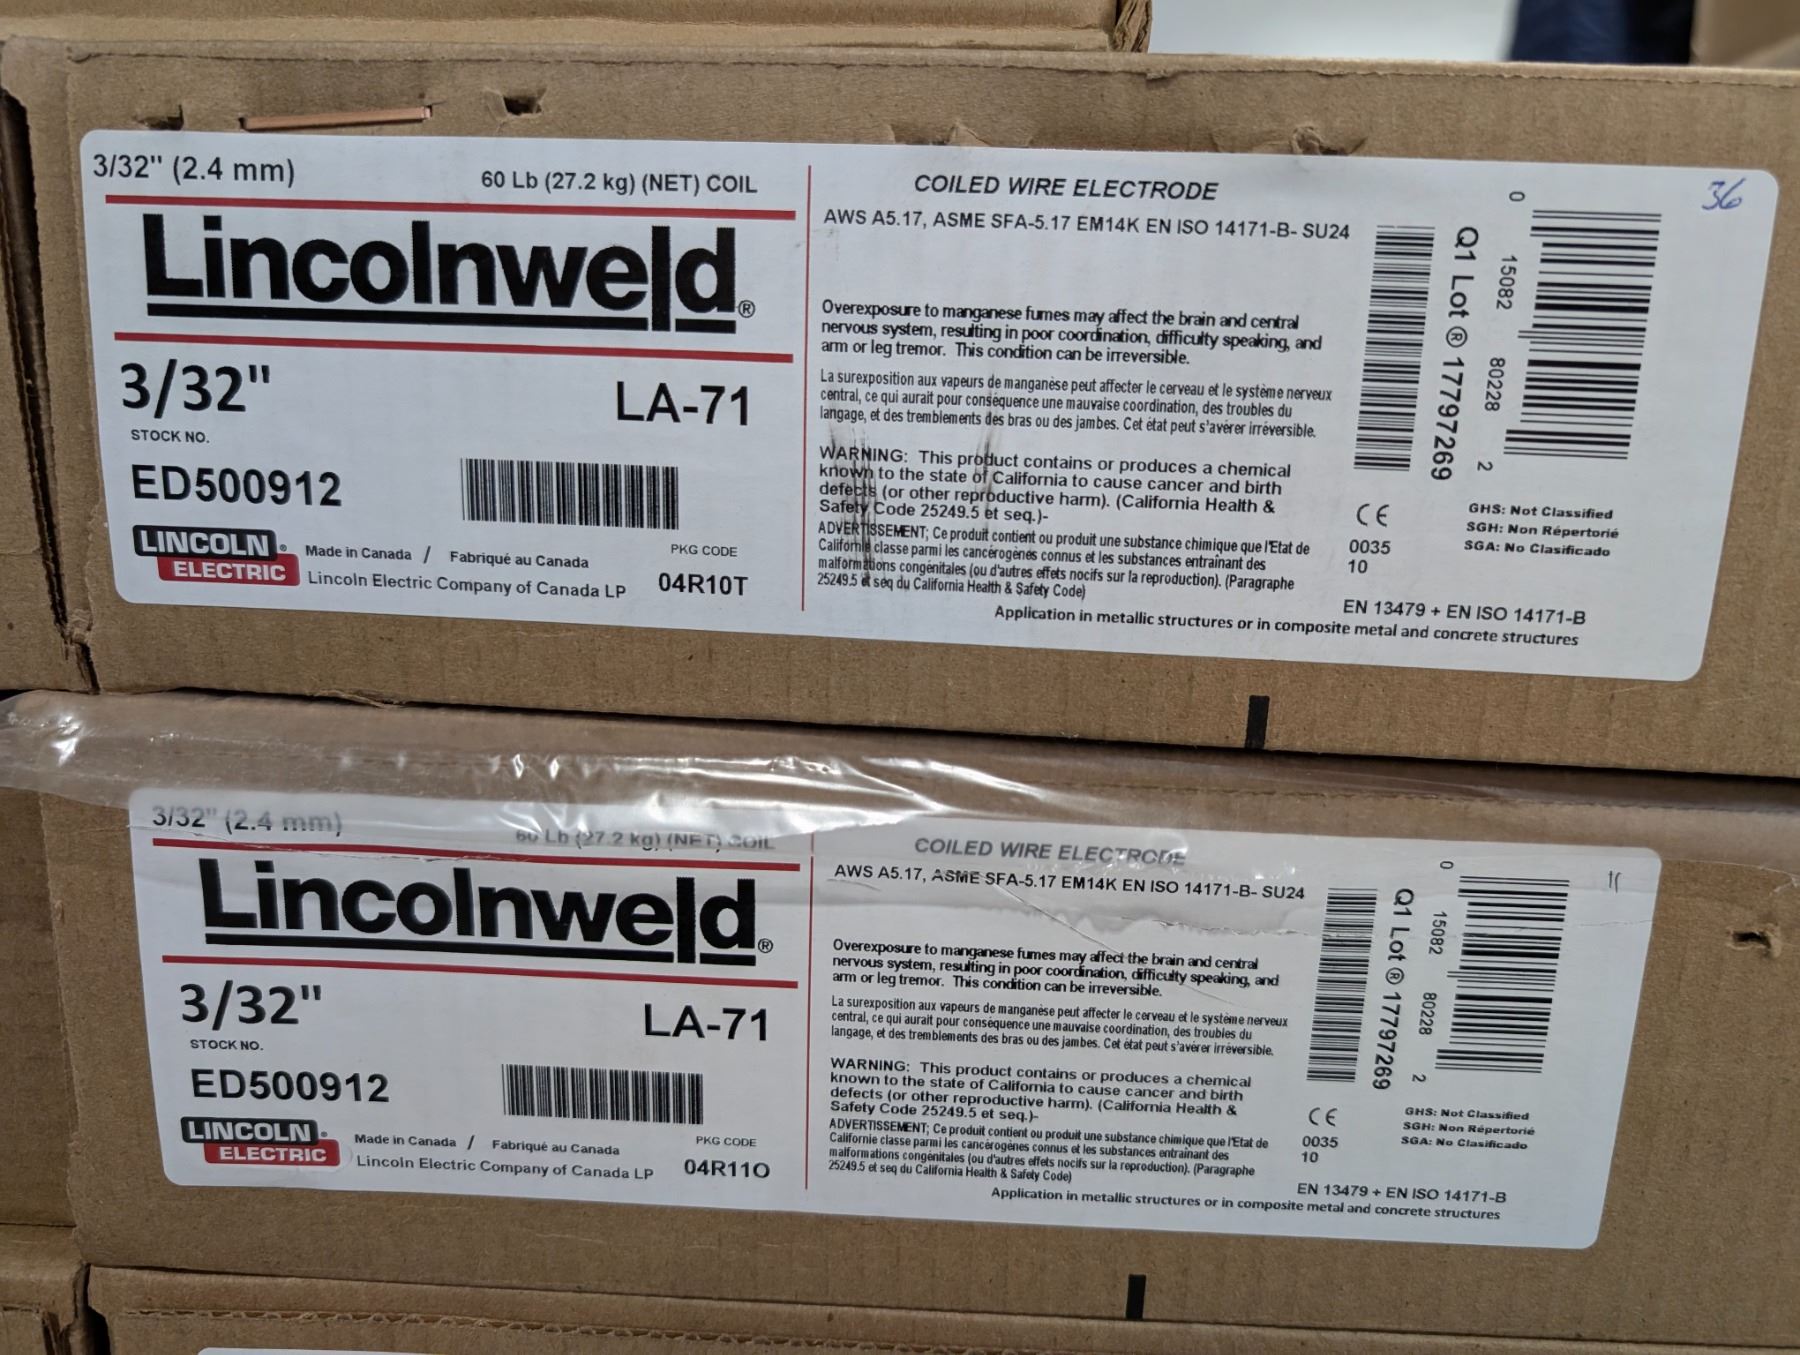 3/32" (2.4 mm)
60 Lb (27.2 kg) (NET) COIL
Lincolnweld®
3/32"
LA-71
STOCK NO.
ED500912
LINCOLN ®
ELECTRIC
Made in Canada / Fabriqué au Canada
Lincoln Electric Company of Canada LP
PKG CODE
04R10T
COILED WIRE ELECTRODE
AWS A5.17, ASME SFA-5.17 EM14K EN ISO 14171-B- SU24
Overexposure to manganese fumes may affect the brain and central
nervous system, resulting in poor coordination, difficulty speaking, and
arm or leg tremor. This condition can be irreversible.
La surexposition aux vapeurs de manganèse peut affecter le cerveau et le système nerveux
central, ce qui aurait pour conséquence une mauvaise coordination, des troubles du
langage, et des tremblements des bras ou des jambes. Cet état peut s'avérer irréversible.
WARNING: This product contains or produces a chemical
known to the state of California to cause cancer and birth
defects (or other reproductive harm). (California Health &
Safety Code 25249.5 et seq.)-
ADVERTISSEMENT; Ce produit contient ou produit une substance chimique que l'Etat de
Californie classe parmi les cancérogènes connus et les substances entraînant des
malformations congénitales (ou d'autres effets nocifs sur la reproduction). (Paragraphe
25249.5 et seq du California Health & Safety Code)
Q1 Lot ® 17797269
0 15082 80228 2
36
CE
0035
10
GHS: Not Classified
SGH: Non Répertorié
SGA: No Clasificado
EN 13479 + EN ISO 14171-B
Application in metallic structures or in composite metal and concrete structures
3/32" (2.4 mm)
60 Lb (27.2 kg) (NET) COIL
Lincolnweld®
3/32"
LA-71
STOCK NO.
ED500912
LINCOLN ®
ELECTRIC
Made in Canada / Fabriqué au Canada
Lincoln Electric Company of Canada LP
PKG CODE
04R11O
COILED WIRE ELECTRODE
AWS A5.17, ASME SFA-5.17 EM14K EN ISO 14171-B- SU24
Overexposure to manganese fumes may affect the brain and central
nervous system, resulting in poor coordination, difficulty speaking, and
arm or leg tremor. This condition can be irreversible.
La surexposition aux vapeurs de manganèse peut affecter le cerveau et le système nerveux
central, ce qui aurait pour conséquence une mauvaise coordination, des troubles du
langage, et des tremblements des bras ou des jambes. Cet état peut s'avérer irréversible.
WARNING: This product contains or produces a chemical
known to the state of California to cause cancer and birth
defects (or other reproductive harm). (California Health &
Safety Code 25249.5 et seq.)-
ADVERTISSEMENT; Ce produit contient ou produit une substance chimique que l'Etat de
Californie classe parmi les cancérogènes connus et les substances entraînant des
malformations congénitales (ou d'autres effets nocifs sur la reproduction). (Paragraphe
25249.5 et seq du California Health & Safety Code)
Q1 Lot ® 17797269
0 15082 80228 2
CE
0035
10
GHS: Not Classified
SGH: Non Répertorié
SGA: No Clasificado
EN 13479 + EN ISO 14171-B
Application in metallic structures or in composite metal and concrete structures